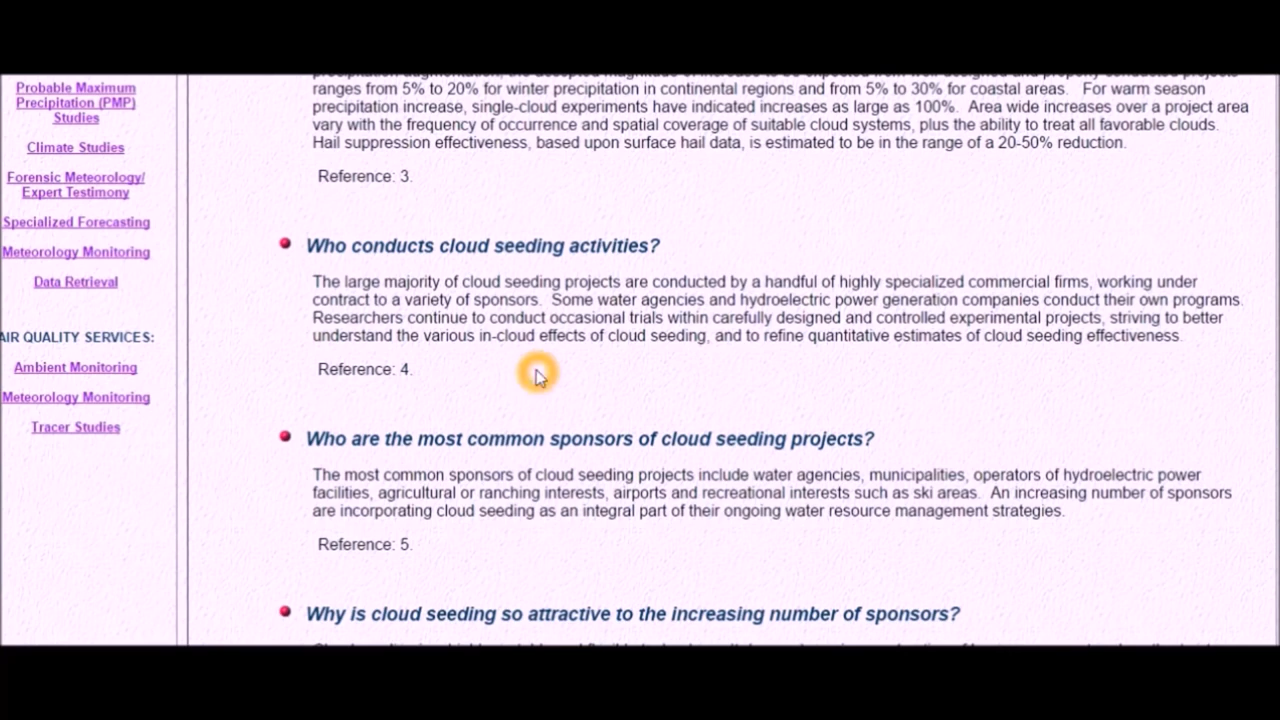 Probable Maximum
Precipitation (PMP)
Studies
Climate Studies
Forensic Meteorology/
Expert Testimony
Specialized Forecasting
Meteorology Monitoring
Data Retrieval
AIR QUALITY SERVICES:
Ambient Monitoring
Meteorology Monitoring
Tracer Studies
ranges from 5% to 20% for winter precipitation in continental regions and from 5% to 30% for coastal areas. For warm season
precipitation increase, single-cloud experiments have indicated increases as large as 100%. Area wide increases over a project area
vary with the frequency of occurrence and spatial coverage of suitable cloud systems, plus the ability to treat all favorable clouds.
Hail suppression effectiveness, based upon surface hail data, is estimated to be in the range of a 20-50% reduction.
Reference: 3.
Who conducts cloud seeding activities?
The large majority of cloud seeding projects are conducted by a handful of highly specialized commercial firms, working under
contract to a variety of sponsors. Some water agencies and hydroelectric power generation companies conduct their own programs.
Researchers continue to conduct occasional trials within carefully designed and controlled experimental projects, striving to better
understand the various in-cloud effects of cloud seeding, and to refine quantitative estimates of cloud seeding effectiveness.
Reference: 4.
Who are the most common sponsors of cloud seeding projects?
The most common sponsors of cloud seeding projects include water agencies, municipalities, operators of hydroelectric power
facilities, agricultural or ranching interests, airports and recreational interests such as ski areas. An increasing number of sponsors
are incorporating cloud seeding as an integral part of their ongoing water resource management strategies.
Reference: 5.
Why is cloud seeding so attractive to the increasing number of sponsors?